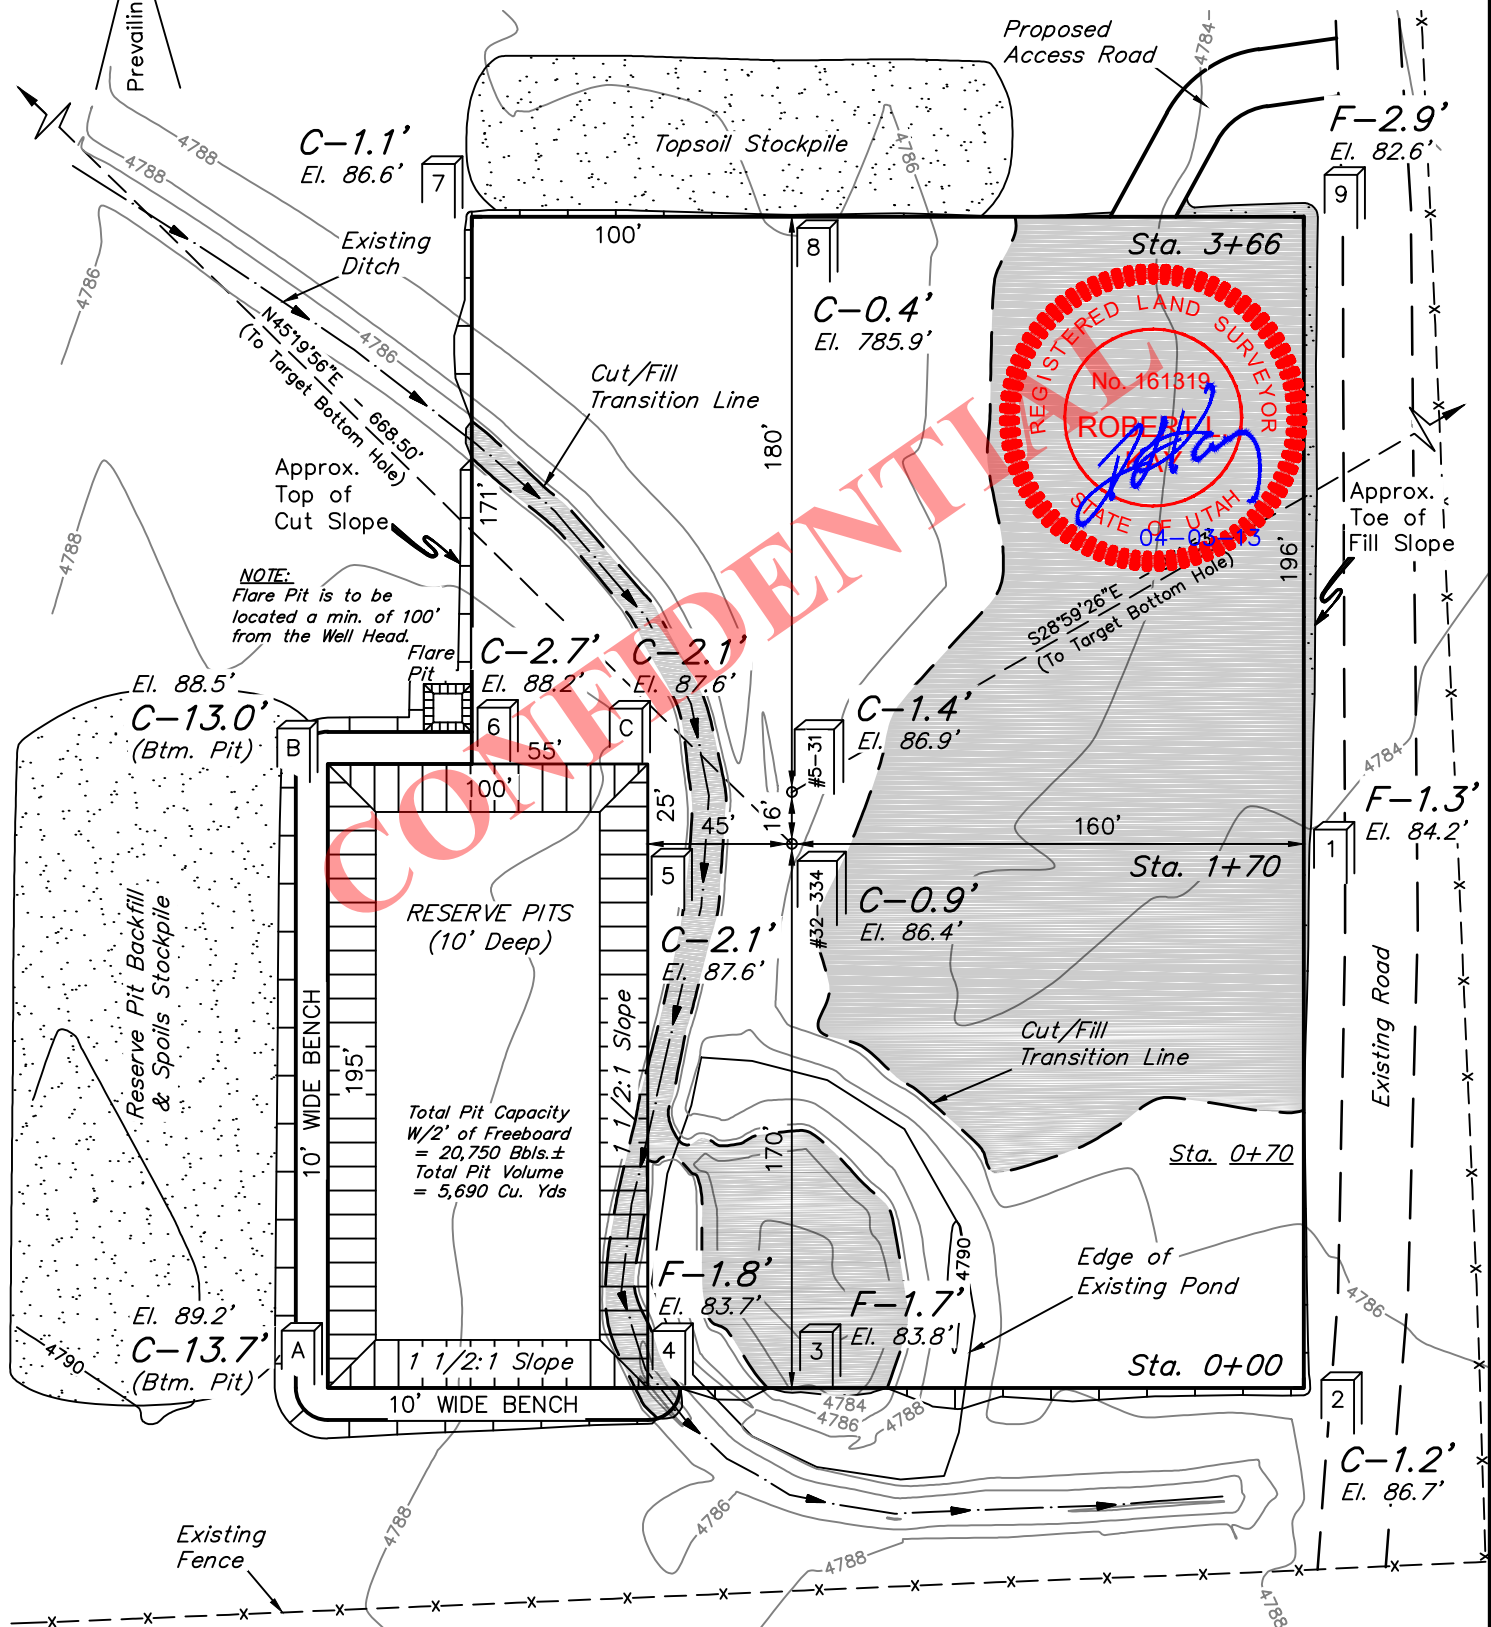 Prevailin
Proposed
Access Road
4784
Topsoil Stockpile
4786
F-2.9'
El. 82.6'
9
C-1.1'
El. 86.6'
7
4788
4788
4786
Existing
Ditch
100'
8
Sta. 3+66
C-0.4'
El. 785.9'
N45°19'56"E - 668.50'
(To Target Bottom Hole)
4786
Cut/Fill
Transition Line
180'
REGISTERED LAND SURVEYOR
No. 161319
ROBERT L.
STATE OF UTAH
04-03-13
CONFIDENTIAL
Approx.
Top of
Cut Slope
171'
196'
Approx.
Toe of
Fill Slope
4788
NOTE:
Flare Pit is to be
located a min. of 100'
from the Well Head.
Flare
Pit
S28°59'26"E
(To Target Bottom Hole)
C-2.7'
El. 88.2'
C-2.1'
El. 87.6'
El. 88.5'
C-13.0'
(Btm. Pit)
B
6
55'
C
C-1.4'
El. 86.9'
#5-31
4784
100'
25'
45'
16'
160'
F-1.3'
El. 84.2'
1
5
Sta. 1+70
#32-334
C-0.9'
El. 86.4'
RESERVE PITS
(10' Deep)
C-2.1'
El. 87.6'
Reserve Pit Backfill
& Spoils Stockpile
10' WIDE BENCH
195'
1 1/2:1 Slope
Cut/Fill
Transition Line
Existing Road
Total Pit Capacity
W/2' of Freeboard
= 20,750 Bbls.±
Total Pit Volume
= 5,690 Cu. Yds
170'
Sta. 0+70
4790
Edge of
Existing Pond
F-1.8'
El. 83.7'
F-1.7'
El. 83.8'
4786
El. 89.2'
C-13.7'
(Btm. Pit)
4790
A
1 1/2:1 Slope
4
3
Sta. 0+00
10' WIDE BENCH
4784
4786
4788
2
C-1.2'
El. 86.7'
4788
4786
Existing
Fence
4788
4788